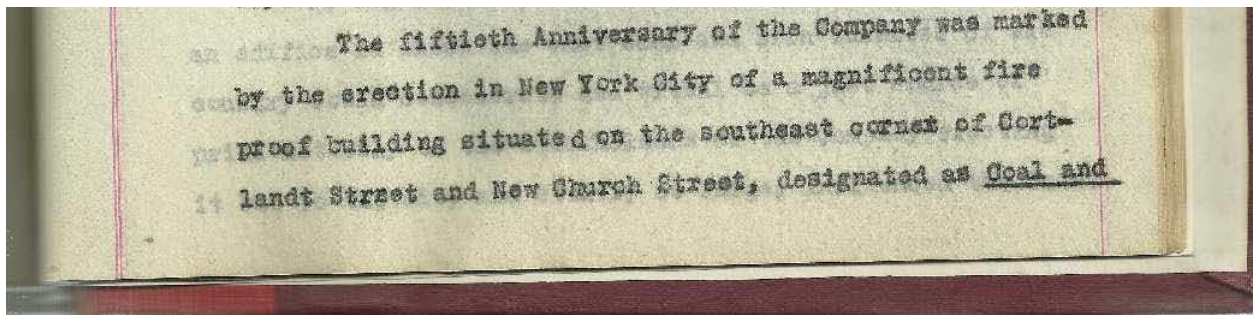 The fiftieth Anniversary of the Company was marked
by the erection in New York City of a magnificent fire
proof building situated on the southeast corner of Cort-
landt Street and New Church Street, designated as Coal and